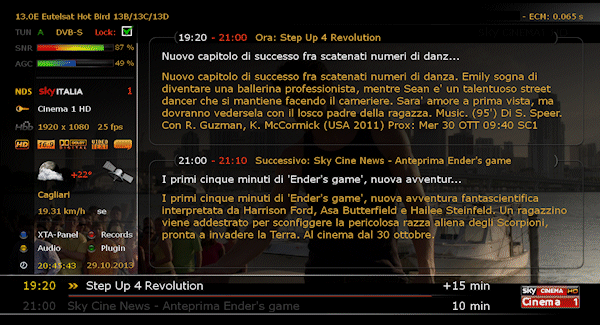 13.0E Eutelsat Hot Bird 13B/13C/13D
- ECM: 0.065 s
TUN A DVB-S Lock:
SNR 87 %
AGC 49 %
NDS sky ITALIA 1
Cinema 1 HD
1920 x 1080 25 fps
HD 16:9 DOLBY DIGITAL VIDEO
+22°
Cagliari
19.31 km/h se
XTA-Panel Records
Audio Plugin
20:45:43 29.10.2013
19:20 - 21:00 Ora: Step Up 4 Revolution
Nuovo capitolo di successo fra scatenati numeri di danz...
Nuovo capitolo di successo fra scatenati numeri di danza. Emily sogna di
diventare una ballerina professionista, mentre Sean e' un talentuoso street
dancer che si mantiene facendo il cameriere. Sara' amore a prima vista, ma
dovranno vedersela con il losco padre della ragazza. Music. (95') Di S. Speer.
Con R. Guzman, K. McCormick (USA 2011) Prox: Mer 30 OTT 09:40 SC1
21:00 - 21:10 Successivo: Sky Cine News - Anteprima Ender's game
I primi cinque minuti di 'Ender's game', nuova avventur...
I primi cinque minuti di 'Ender's game', nuova avventura fantascientifica
interpretata da Harrison Ford, Asa Butterfield e Hailee Steinfeld. Un ragazzino
viene addestrato per sconfiggere la pericolosa razza aliena degli Scorpioni,
pronta a invadere la Terra. Al cinema dal 30 ottobre.
19:20 Step Up 4 Revolution +15 min
21:00 Sky Cine News - Anteprima Ender's game 10 min
sky CINEMA HD
Cinema 1